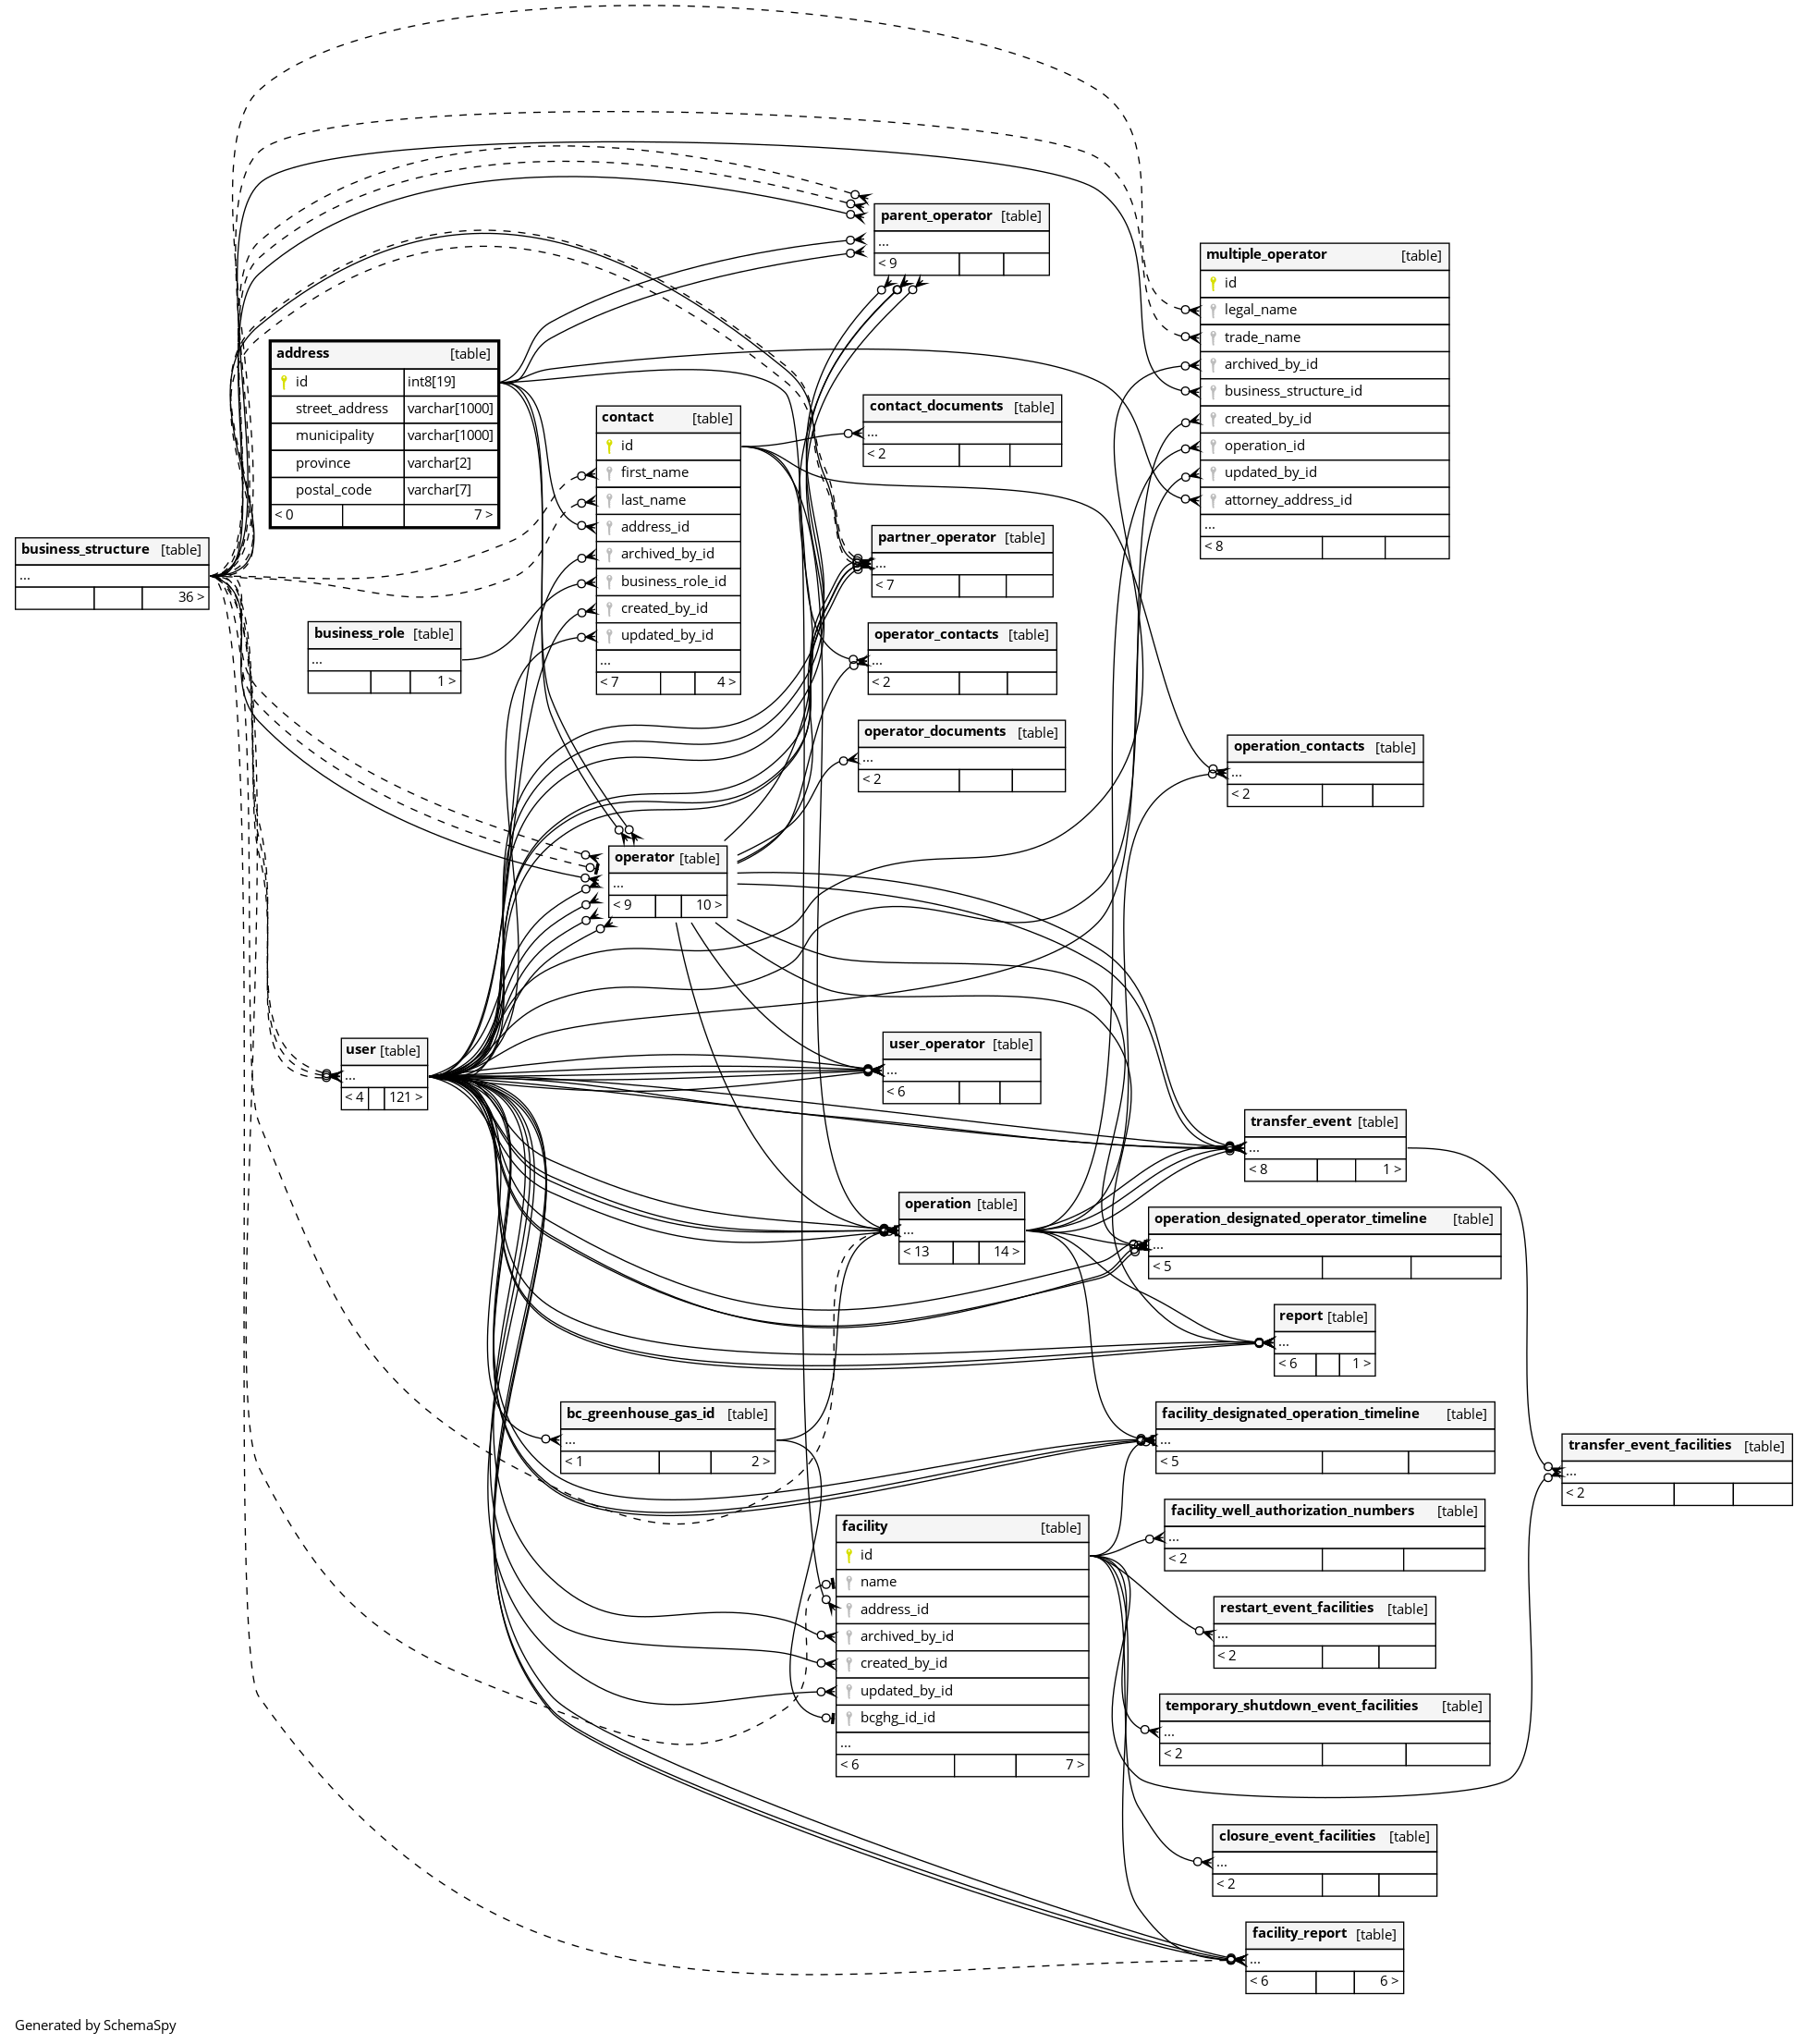 parent_operator [table]
...
< 9
multiple_operator [table]
id
legal_name
trade_name
archived_by_id
business_structure_id
created_by_id
operation_id
updated_by_id
attorney_address_id
...
< 8
address [table]
id int8[19]
street_address varchar[1000]
municipality varchar[1000]
province varchar[2]
postal_code varchar[7]
< 0 7 >
contact [table]
id
first_name
last_name
address_id
archived_by_id
business_role_id
created_by_id
updated_by_id
...
< 7 4 >
contact_documents [table]
...
< 2
business_structure [table]
...
36 >
partner_operator [table]
...
< 7
business_role [table]
...
1 >
operator_contacts [table]
...
< 2
operator_documents [table]
...
< 2
operation_contacts [table]
...
< 2
operator [table]
...
< 9 10 >
user [table]
...
< 4 121 >
user_operator [table]
...
< 6
transfer_event [table]
...
< 8 1 >
operation [table]
...
< 13 14 >
operation_designated_operator_timeline [table]
...
< 5
report [table]
...
< 6 1 >
bc_greenhouse_gas_id [table]
...
< 1 2 >
facility_designated_operation_timeline [table]
...
< 5
transfer_event_facilities [table]
...
< 2
facility_well_authorization_numbers [table]
...
< 2
facility [table]
id
name
address_id
archived_by_id
created_by_id
updated_by_id
bcghg_id_id
...
< 6 7 >
restart_event_facilities [table]
...
< 2
temporary_shutdown_event_facilities [table]
...
< 2
closure_event_facilities [table]
...
< 2
facility_report [table]
...
< 6 6 >
Generated by SchemaSpy